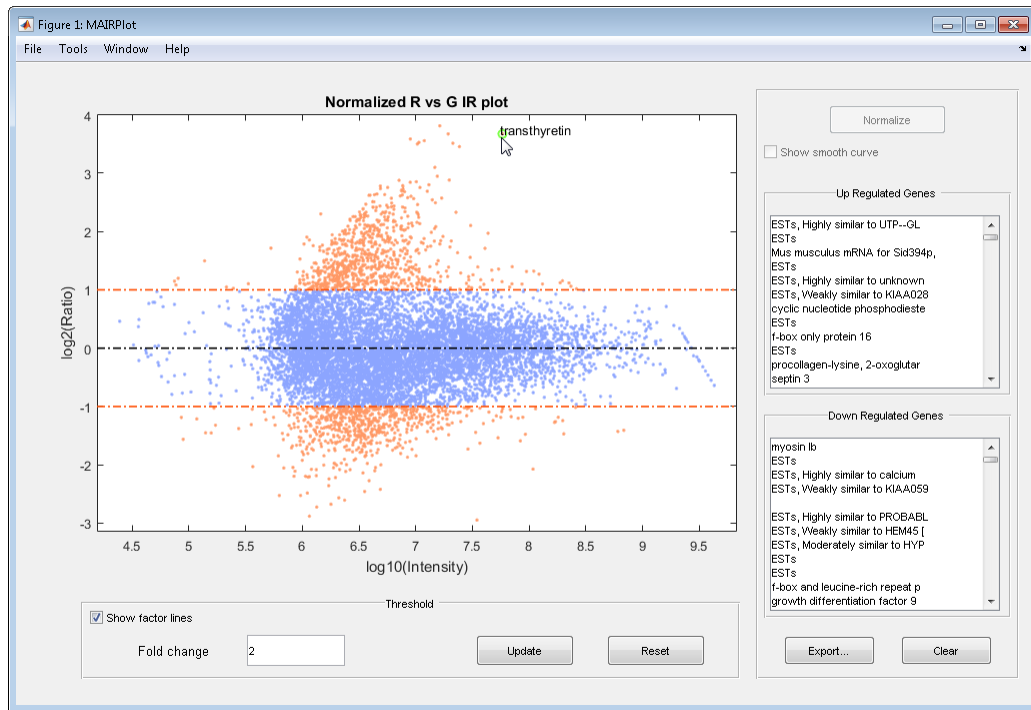 Figure 1: MAIRPlot
File Tools Window Help
Normalized R vs G IR plot
transthyretin
4
3
2
1
0
-1
-2
-3
log2(Ratio)
4.5 5 5.5 6 6.5 7 7.5 8 8.5 9 9.5
log10(Intensity)
Threshold
Show factor lines
Fold change
2
Update
Reset
Normalize
Show smooth curve
Up Regulated Genes
ESTs, Highly similar to UTP--GL
ESTs
Mus musculus mRNA for Sid394p,
ESTs
ESTs, Highly similar to unknown
ESTs, Weakly similar to KIAA028
cyclic nucleotide phosphodieste
ESTs
f-box only protein 16
ESTs
procollagen-lysine, 2-oxoglutar
septin 3
Down Regulated Genes
myosin Ib
ESTs
ESTs, Highly similar to calcium
ESTs, Weakly similar to KIAA059
ESTs, Highly similar to PROBABL
ESTs, Weakly similar to HEM45 [
ESTs, Moderately similar to HYP
ESTs
ESTs
f-box and leucine-rich repeat p
growth differentiation factor 9
Export...
Clear